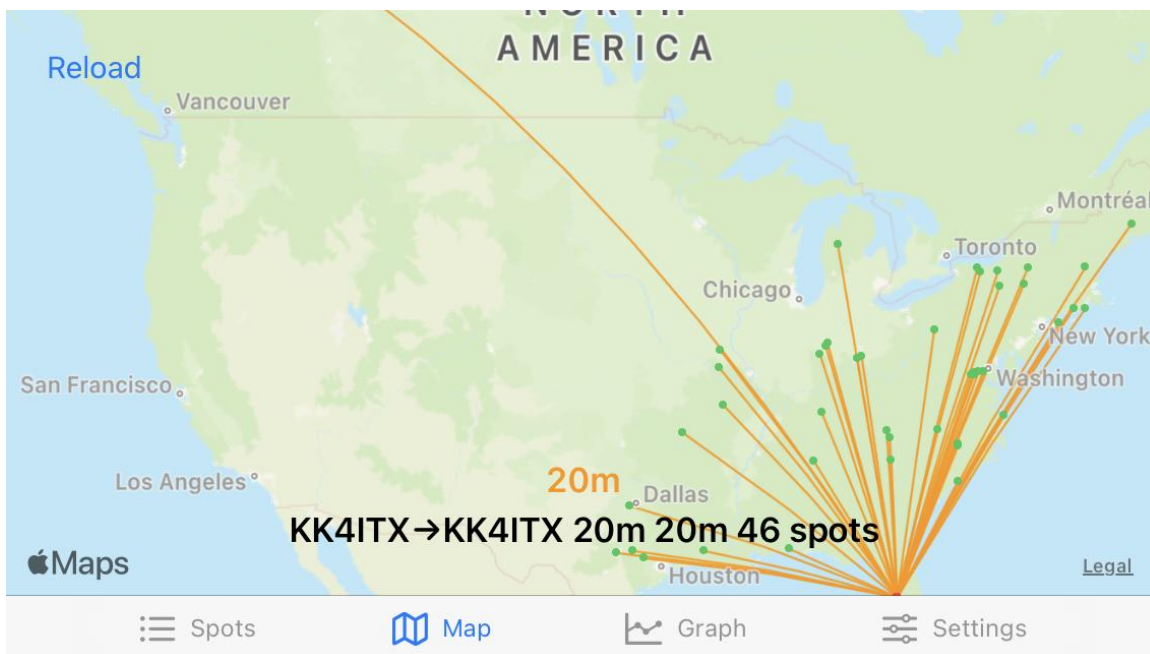 NORTH
AMERICA
Reload
Vancouver
Montréal
Toronto
Chicago
New York
San Francisco
Washington
Los Angeles
20m
Dallas
KK4ITX→KK4ITX 20m 20m 46 spots
Maps
Houston
Legal
Spots
Map
Graph
Settings